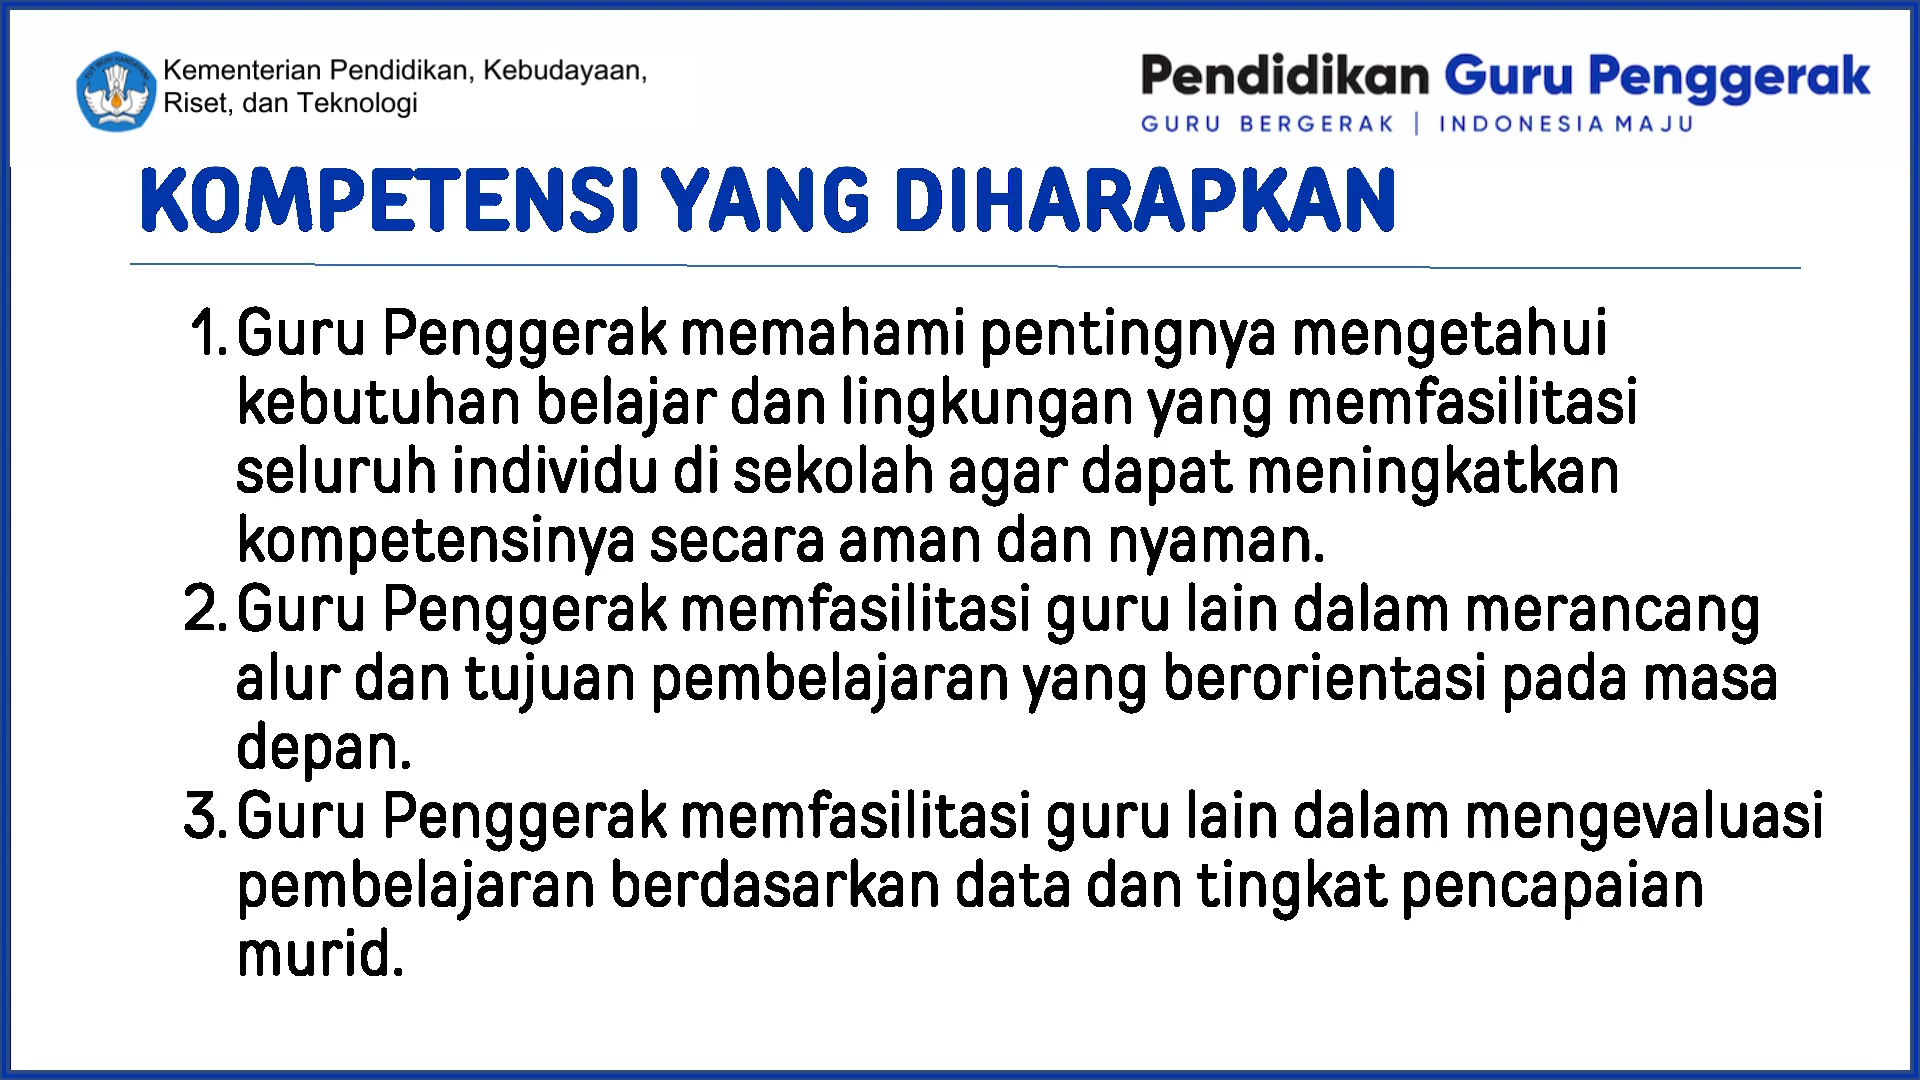 Kementerian Pendidikan, Kebudayaan,
Riset, dan Teknologi
Pendidikan Guru Penggerak
GURU BERGERAK | INDONESIA MAJU
KOMPETENSI YANG DIHARAPKAN
1. Guru Penggerak memahami pentingnya mengetahui
kebutuhan belajar dan lingkungan yang memfasilitasi
seluruh individu di sekolah agar dapat meningkatkan
kompetensinya secara aman dan nyaman.
2. Guru Penggerak memfasilitasi guru lain dalam merancang
alur dan tujuan pembelajaran yang berorientasi pada masa
depan.
3. Guru Penggerak memfasilitasi guru lain dalam mengevaluasi
pembelajaran berdasarkan data dan tingkat pencapaian
murid.